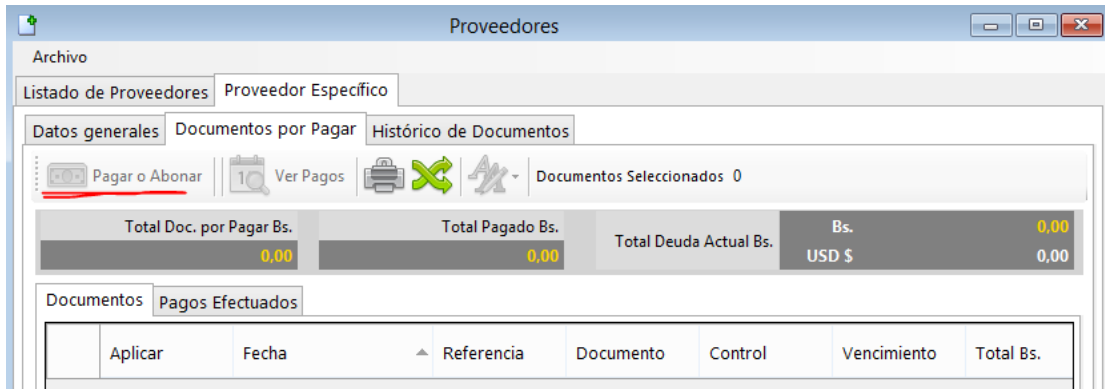 Proveedores
Archivo
Listado de Proveedores Proveedor Específico
Datos generales Documentos por Pagar Histórico de Documentos
Pagar o Abonar 10 Ver Pagos Documentos Seleccionados 0
Total Doc. por Pagar Bs. Total Pagado Bs. Total Deuda Actual Bs. Bs. 0,00
0,00 0,00 USD $ 0,00
Documentos Pagos Efectuados
Aplicar Fecha Referencia Documento Control Vencimiento Total Bs.